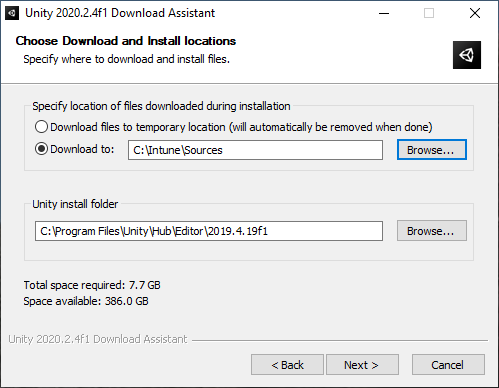 Unity 2020.2.4f1 Download Assistant
Choose Download and Install locations
Specify where to download and install files.
Specify location of files downloaded during installation
Download files to temporary location (will automatically be removed when done)
Download to: C:\Intune\Sources Browse...
Unity install folder
C:\Program Files\Unity\Hub\Editor\2019.4.19f1 Browse...
Total space required: 7.7 GB
Space available: 386.0 GB
Unity 2020.2.4f1 Download Assistant
< Back Next > Cancel